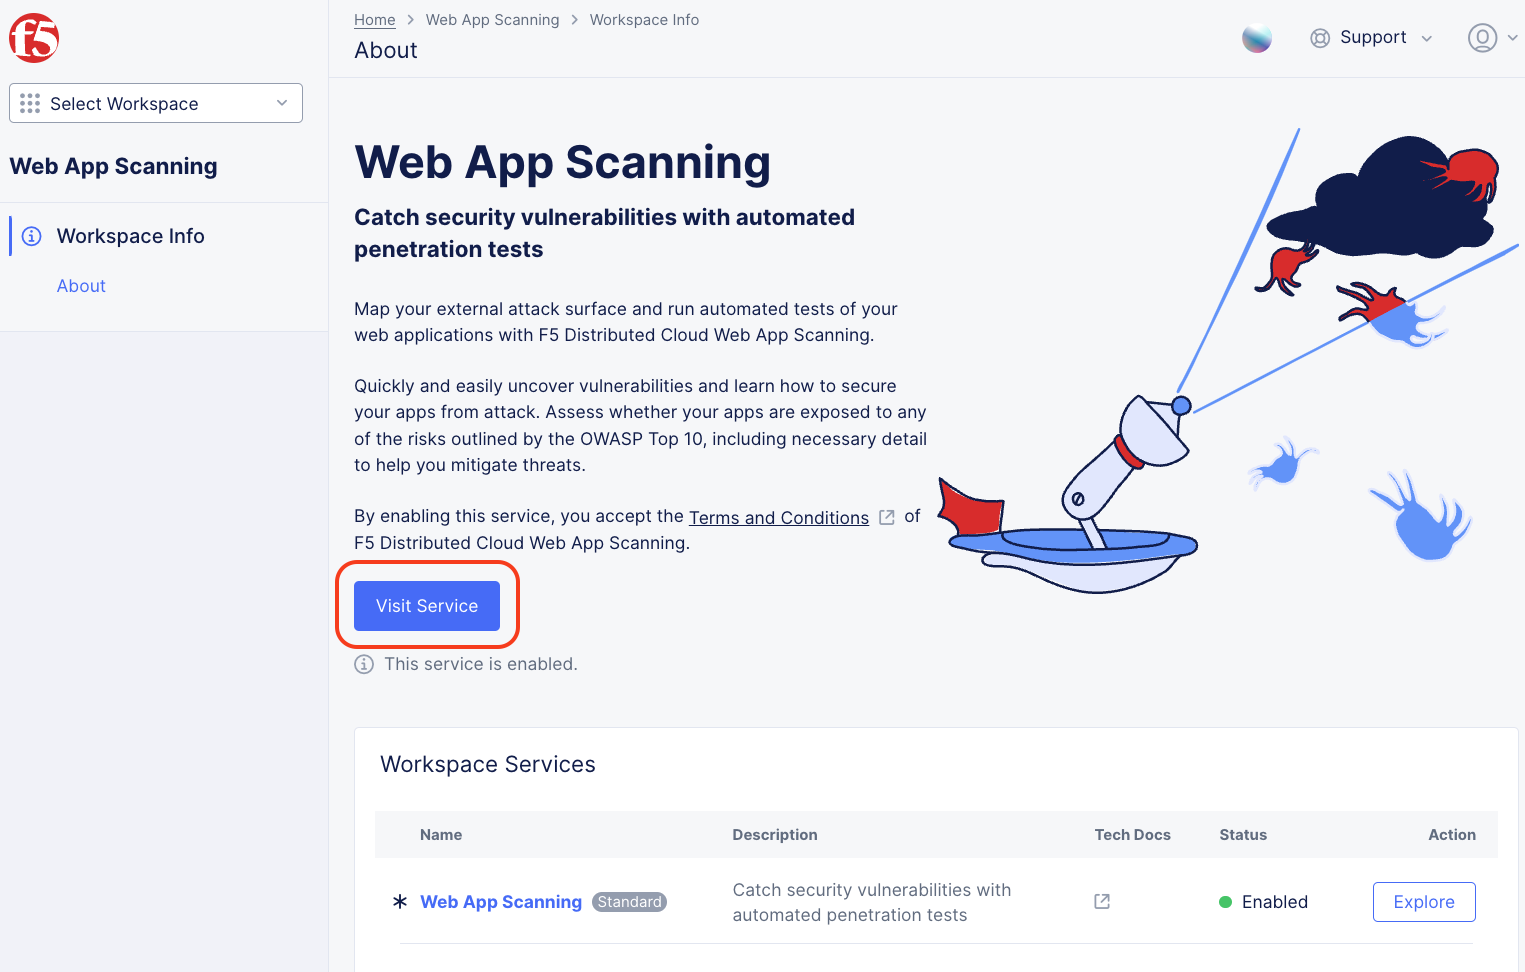 f5
Home > Web App Scanning > Workspace Info
About
Support
Select Workspace
Web App Scanning
Workspace Info
About
Web App Scanning
Catch security vulnerabilities with automated
penetration tests
Map your external attack surface and run automated tests of your
web applications with F5 Distributed Cloud Web App Scanning.
Quickly and easily uncover vulnerabilities and learn how to secure
your apps from attack. Assess whether your apps are exposed to any
of the risks outlined by the OWASP Top 10, including necessary detail
to help you mitigate threats.
By enabling this service, you accept the Terms and Conditions of
F5 Distributed Cloud Web App Scanning.
Visit Service
This service is enabled.
Workspace Services
Name Description Tech Docs Status Action
Web App Scanning Standard Catch security vulnerabilities with Enabled Explore
automated penetration tests